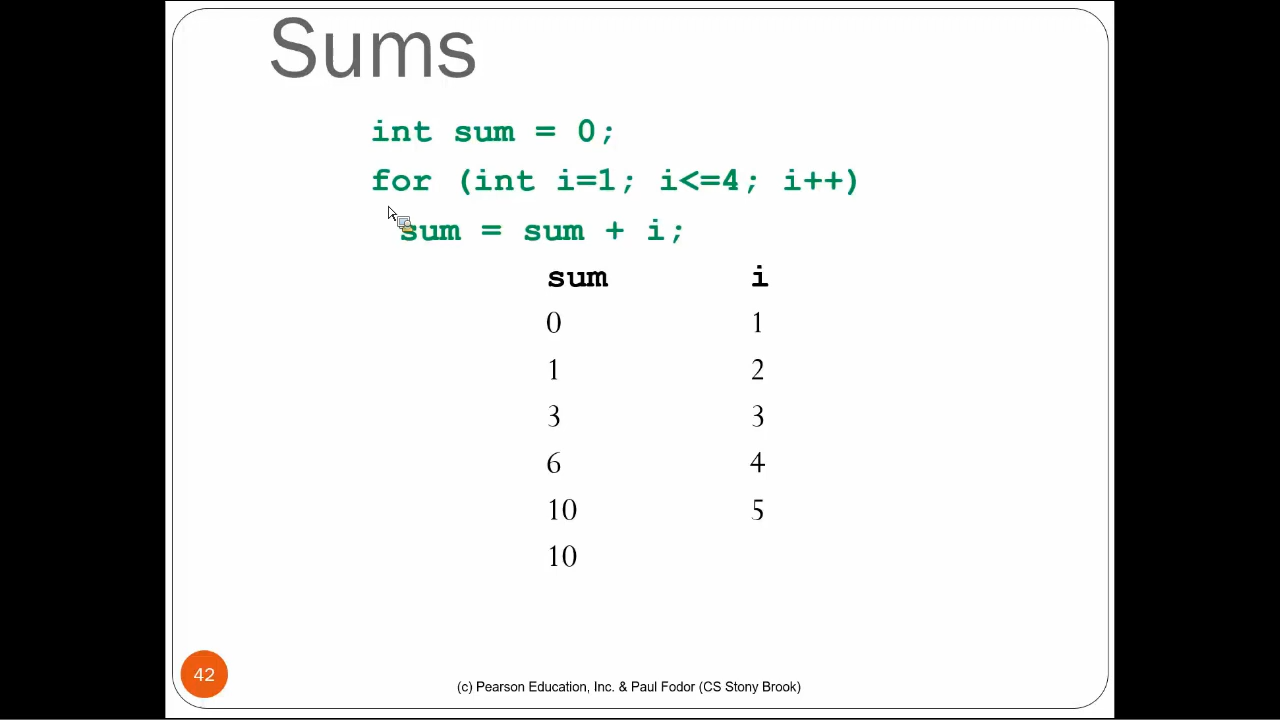 Sums
int sum = 0;
for (int i=1; i<=4; i++)
sum = sum + i;
sum i
0 1
1 2
3 3
6 4
10 5
10
42
(c) Pearson Education, Inc. & Paul Fodor (CS Stony Brook)